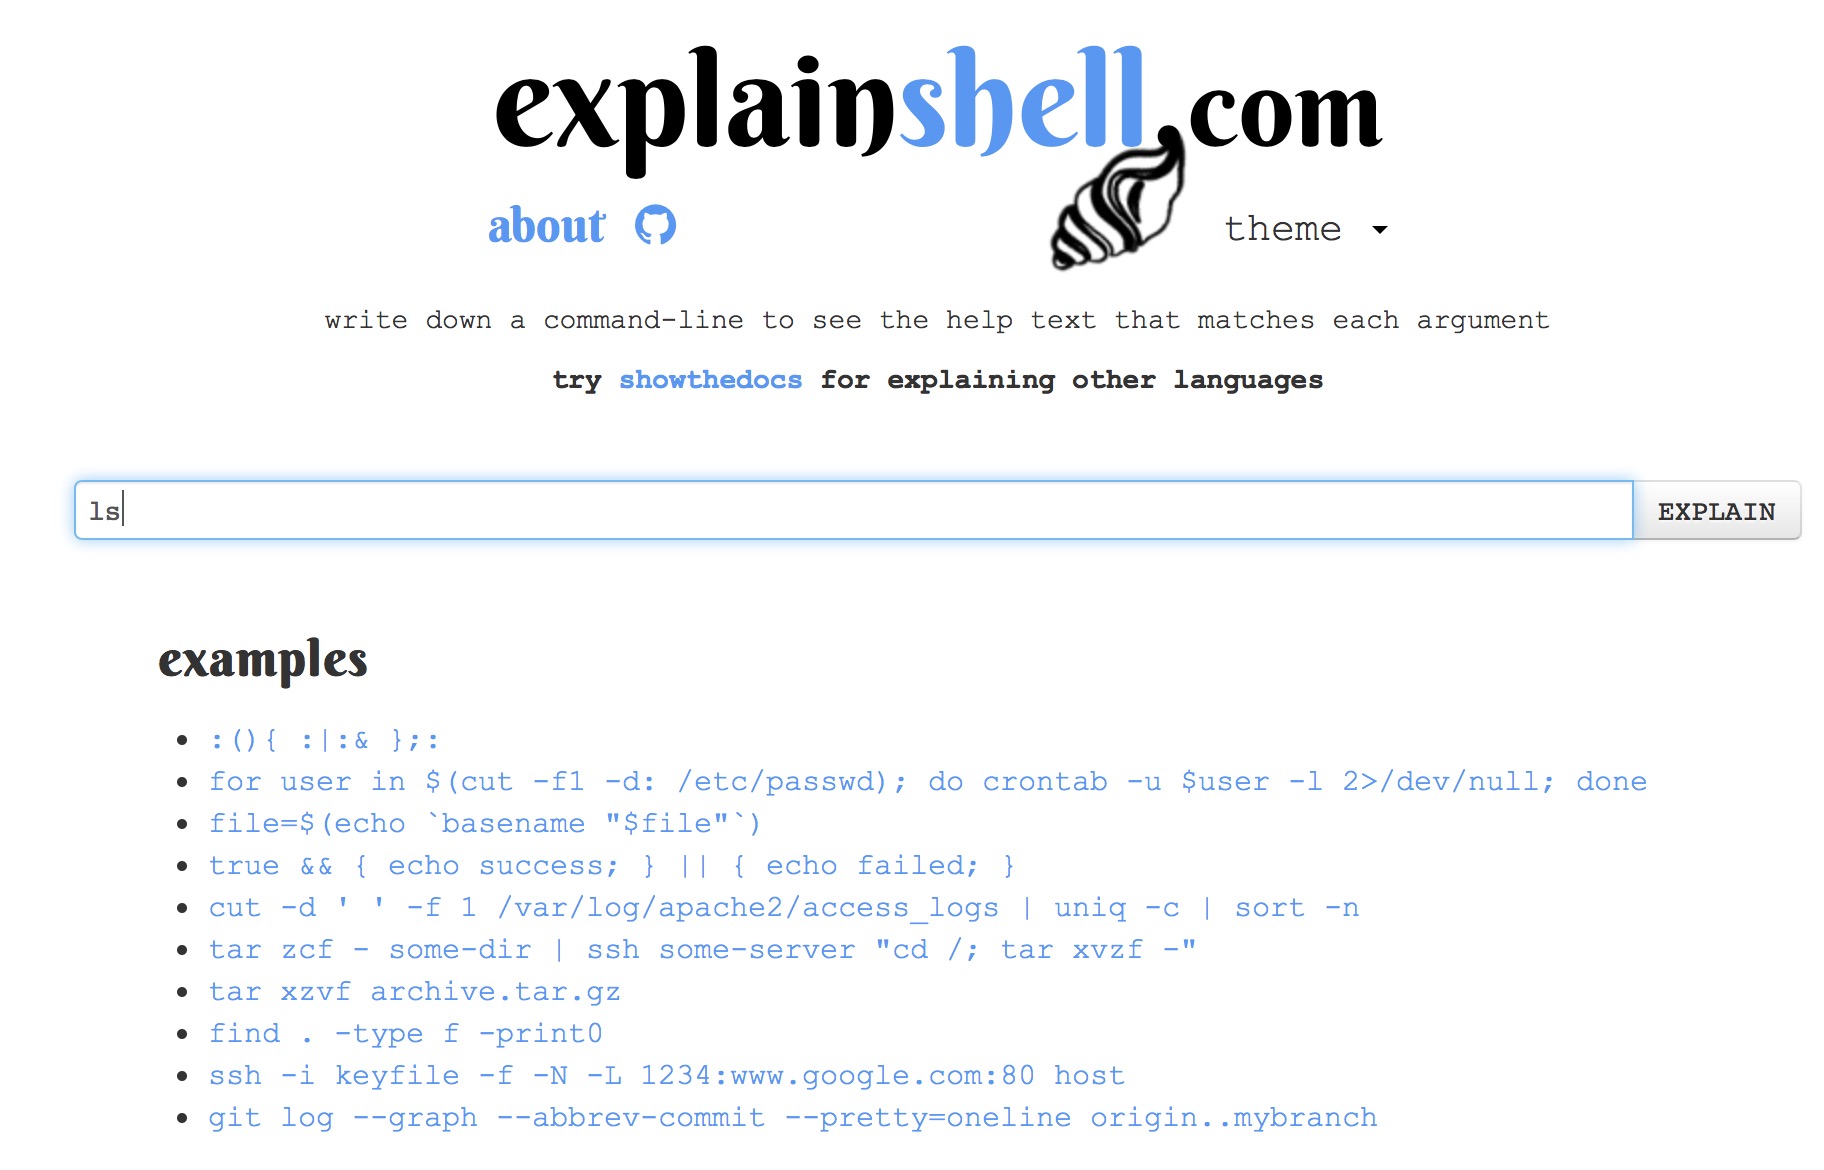 explainshell.com
about
theme
write down a command-line to see the help text that matches each argument
try showthedocs for explaining other languages
ls
EXPLAIN
examples
:(){ :|:& };:
for user in $(cut -f1 -d: /etc/passwd); do crontab -u $user -l 2>/dev/null; done
file=$(echo `basename "$file"`)
true && { echo success; } || { echo failed; }
cut -d ' ' -f 1 /var/log/apache2/access_logs | uniq -c | sort -n
tar zcf - some-dir | ssh some-server "cd /; tar xvzf -"
tar xzvf archive.tar.gz
find . -type f -print0
ssh -i keyfile -f -N -L 1234:www.google.com:80 host
git log --graph --abbrev-commit --pretty=oneline origin..mybranch